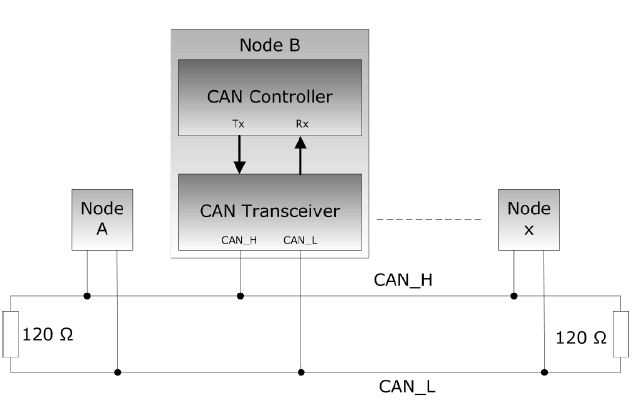 Node B
CAN Controller
Tx Rx
Node
A
CAN Transceiver
CAN_H CAN_L
Node
x
CAN_H
120 Ω
120 Ω
CAN_L